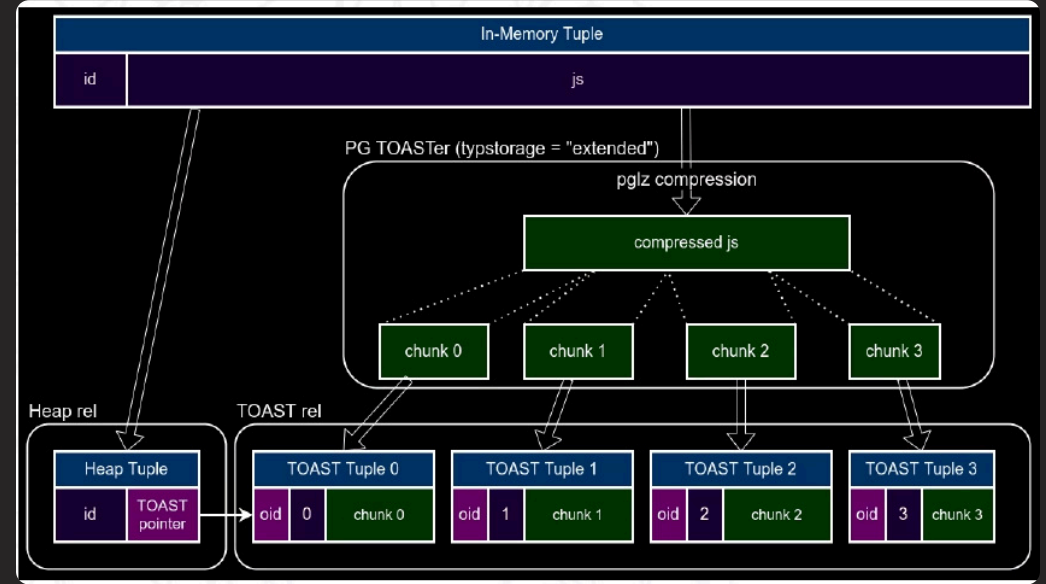 In-Memory Tuple
id
js
PG TOASTer (typstorage = "extended")
pglz compression
compressed js
chunk 0
chunk 1
chunk 2
chunk 3
Heap rel
TOAST rel
Heap Tuple
id
TOAST
pointer
TOAST Tuple 0
oid
0
chunk 0
TOAST Tuple 1
oid
1
chunk 1
TOAST Tuple 2
oid
2
chunk 2
TOAST Tuple 3
oid
3
chunk 3